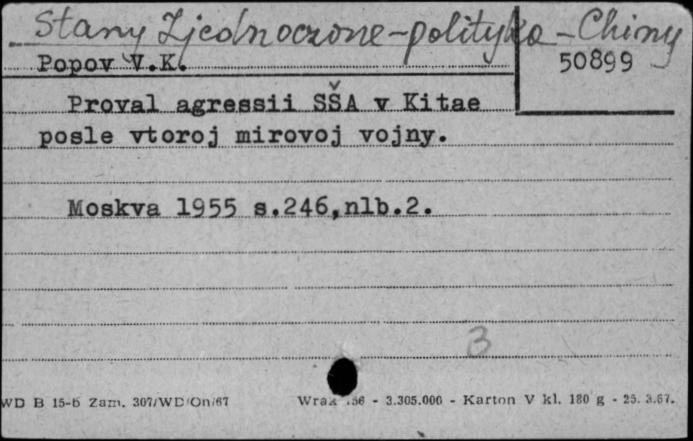 Stany Zjednoczone-polityka-Chiny
Popov V.K.
50899
Proval agressii SŠA v Kitae
posle vtoroj mirovoj vojny.
Moskva 1955 s.246,nlb.2.
3
WD B 15-b Zam. 307/WD/On/67
56 - 3.305.000 - Karton V kl. 180 g - 25. 3.67.